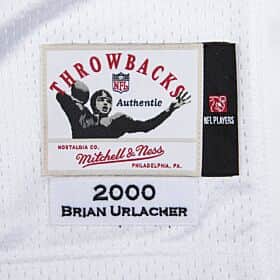 THROWBACKS
NFL
Authentic
NOSTALGIA CO.
Mitchell & Ness
PHILADELPHIA, PA.
NFL PLAYERS
2000
BRIAN URLACHER